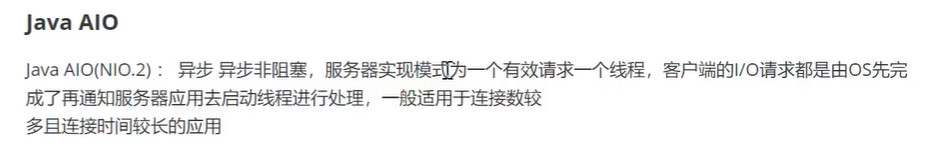 Java AIO
Java AIO(NIO.2) ： 异步 异步非阻塞，服务器实现模式为一个有效请求一个线程，客户端的I/O请求都是由OS先完
成了再通知服务器应用去启动线程进行处理，一般适用于连接数较
多且连接时间较长的应用